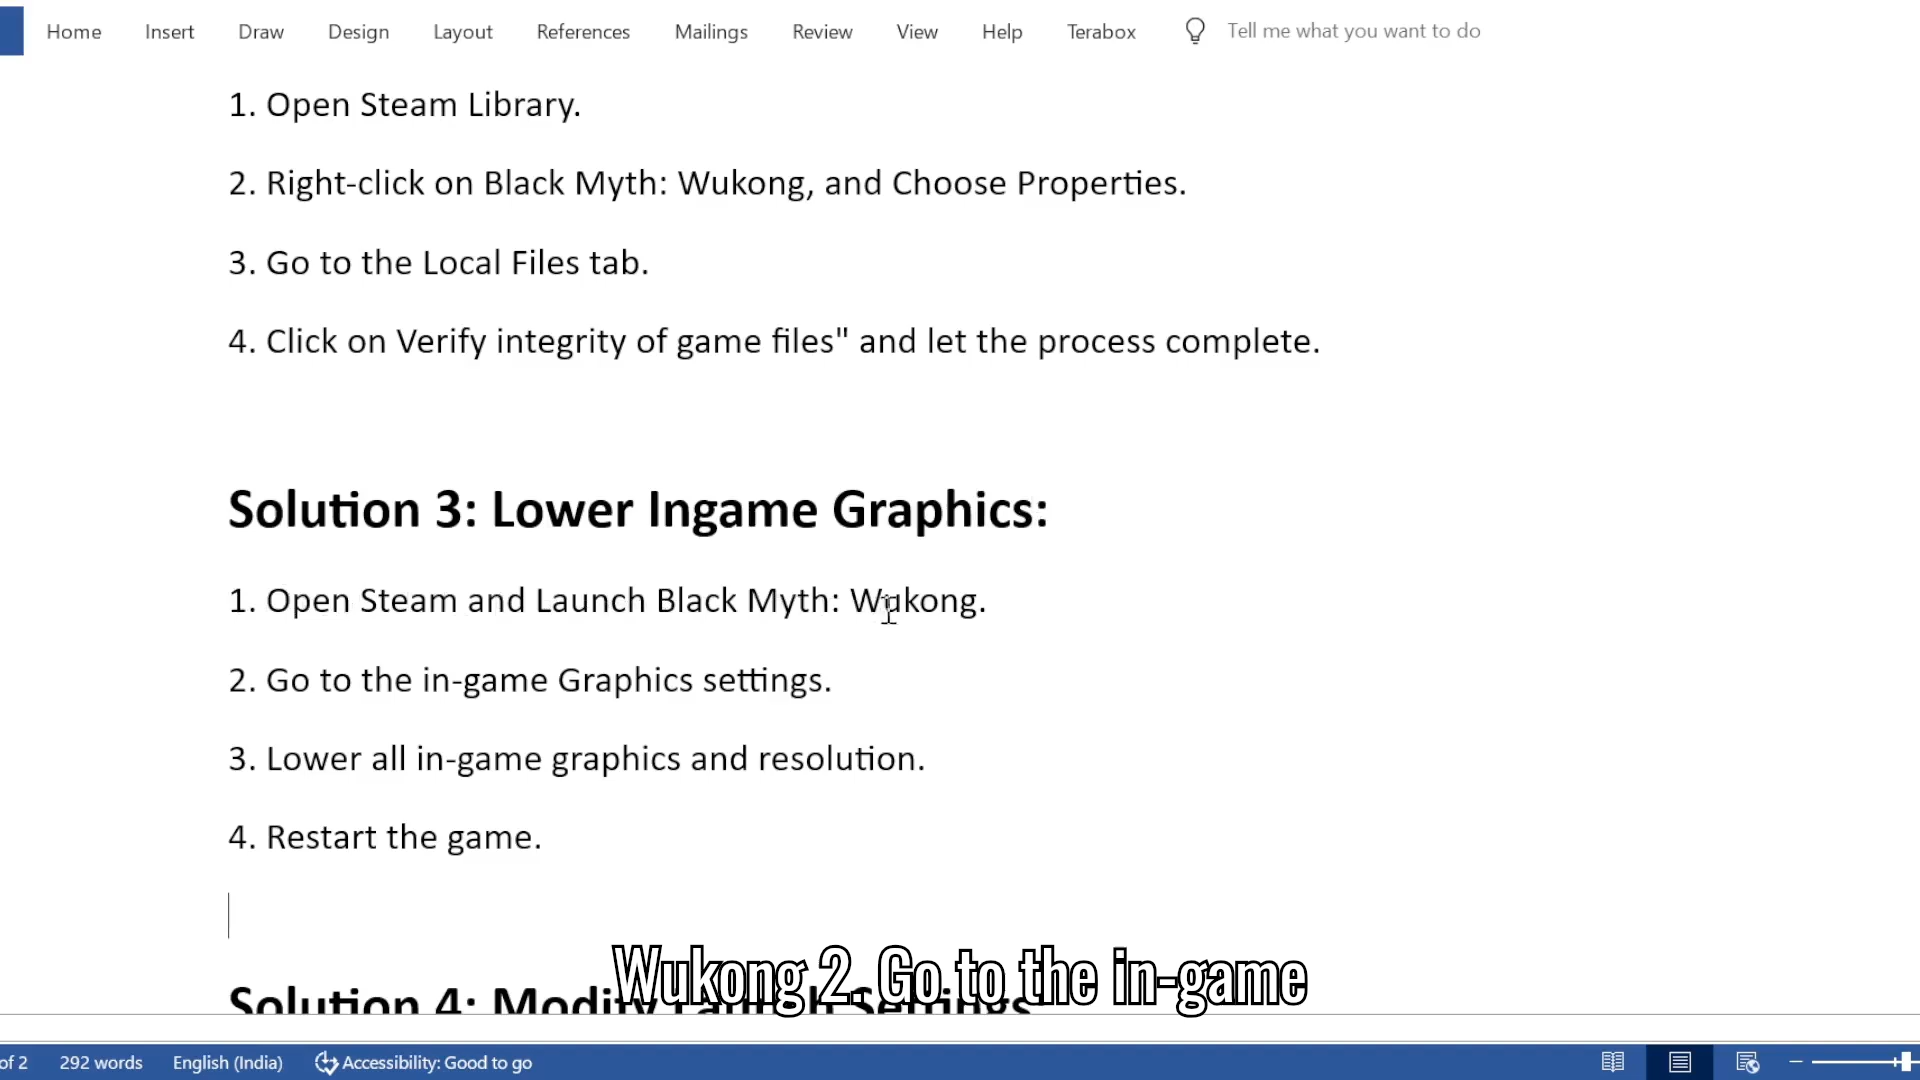 Home Insert Draw Design Layout References Mailings Review View Help Terabox Tell me what you want to do
1. Open Steam Library.
2. Right-click on Black Myth: Wukong, and Choose Properties.
3. Go to the Local Files tab.
4. Click on Verify integrity of game files" and let the process complete.
Solution 3: Lower Ingame Graphics:
1. Open Steam and Launch Black Myth: Wukong.
2. Go to the in-game Graphics settings.
3. Lower all in-game graphics and resolution.
4. Restart the game.
Solution 4: Modify Launch Settings
Wukong 2. Go to the in-game
of 2 292 words English (India) Accessibility: Good to go